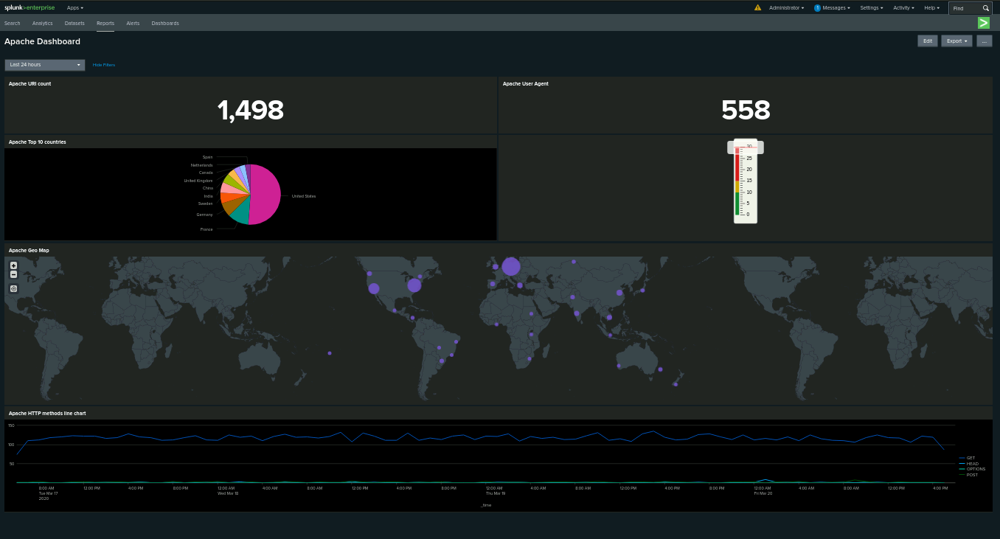 splunk>enterprise Apps
Administrator 1 Messages Settings Activity Help Find
Search Analytics Datasets Reports Alerts Dashboards
Apache Dashboard
Edit Export ...
Last 24 hours Hide Filters
Apache URI count
1,498
Apache User Agent
558
Apache Top 10 countries
Spain
Netherlands
Canada
United Kingdom
China
India
Sweden
Germany
France
United States
30
25
20
15
10
5
0
Apache Geo Map
Apache HTTP methods line chart
150
100
50
8:00 AM 12:00 PM 4:00 PM 8:00 PM 12:00 AM 4:00 AM 8:00 AM 12:00 PM 4:00 PM 8:00 PM 12:00 AM 4:00 AM 8:00 AM 12:00 PM 4:00 PM 8:00 PM 12:00 AM 4:00 AM 8:00 AM 12:00 PM 4:00 PM
Tue Mar 17 Wed Mar 18 Thu Mar 19 Fri Mar 20
2020
_time
GET
HEAD
OPTIONS
POST